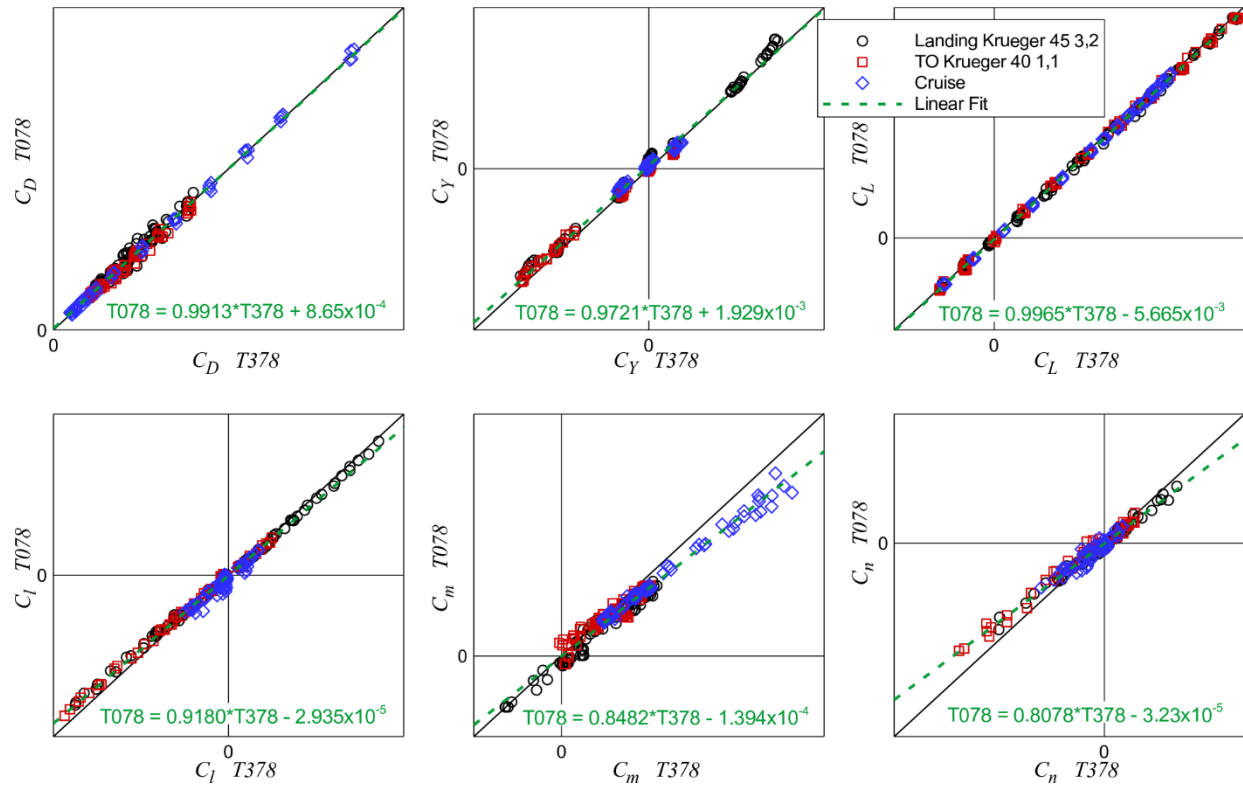 C_D T078
0
0
T078 = 0.9913*T378 + 8.65x10^-4
C_D T378
C_Y T078
0
0
T078 = 0.9721*T378 + 1.929x10^-3
C_Y T378
Landing Krueger 45 3,2
TO Krueger 40 1,1
Cruise
Linear Fit
C_L T078
0
0
T078 = 0.9965*T378 - 5.665x10^-3
C_L T378
C_l T078
0
0
T078 = 0.9180*T378 - 2.935x10^-5
C_l T378
C_m T078
0
0
T078 = 0.8482*T378 - 1.394x10^-4
C_m T378
C_n T078
0
0
T078 = 0.8078*T378 - 3.23x10^-5
C_n T378